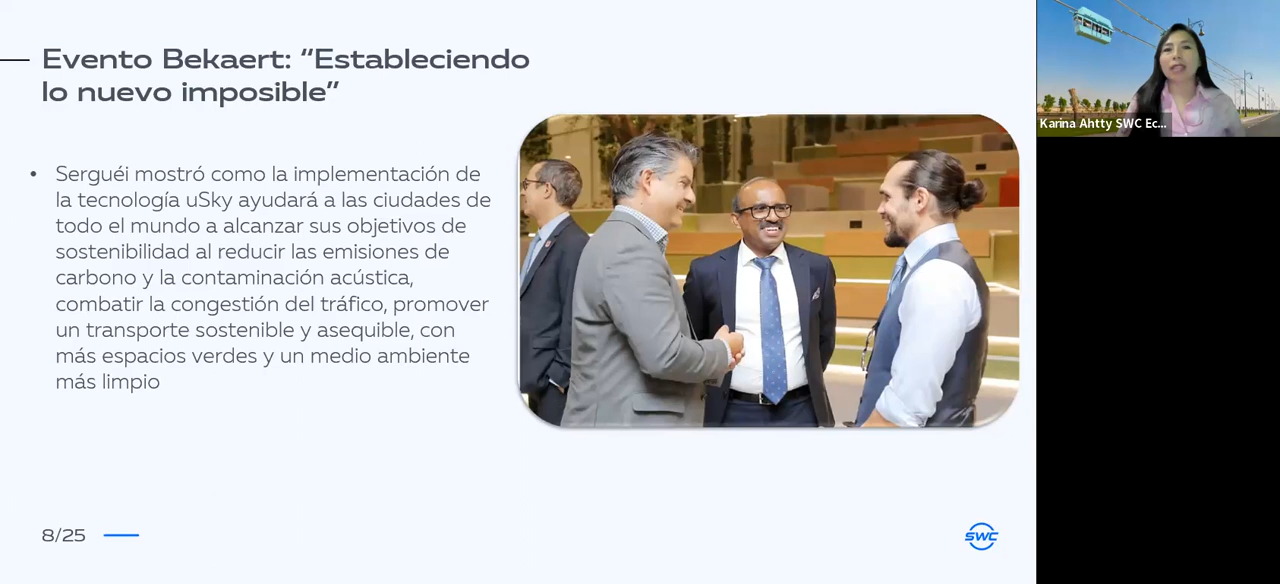 Evento Bekaert: “Estableciendo
lo nuevo imposible”
• Serguéi mostró como la implementación de
la tecnología uSky ayudará a las ciudades de
todo el mundo a alcanzar sus objetivos de
sostenibilidad al reducir las emisiones de
carbono y la contaminación acústica,
combatir la congestión del tráfico, promover
un transporte sostenible y asequible, con
más espacios verdes y un medio ambiente
más limpio
8/25
SWC
Karina Ahtty SWC Ec...